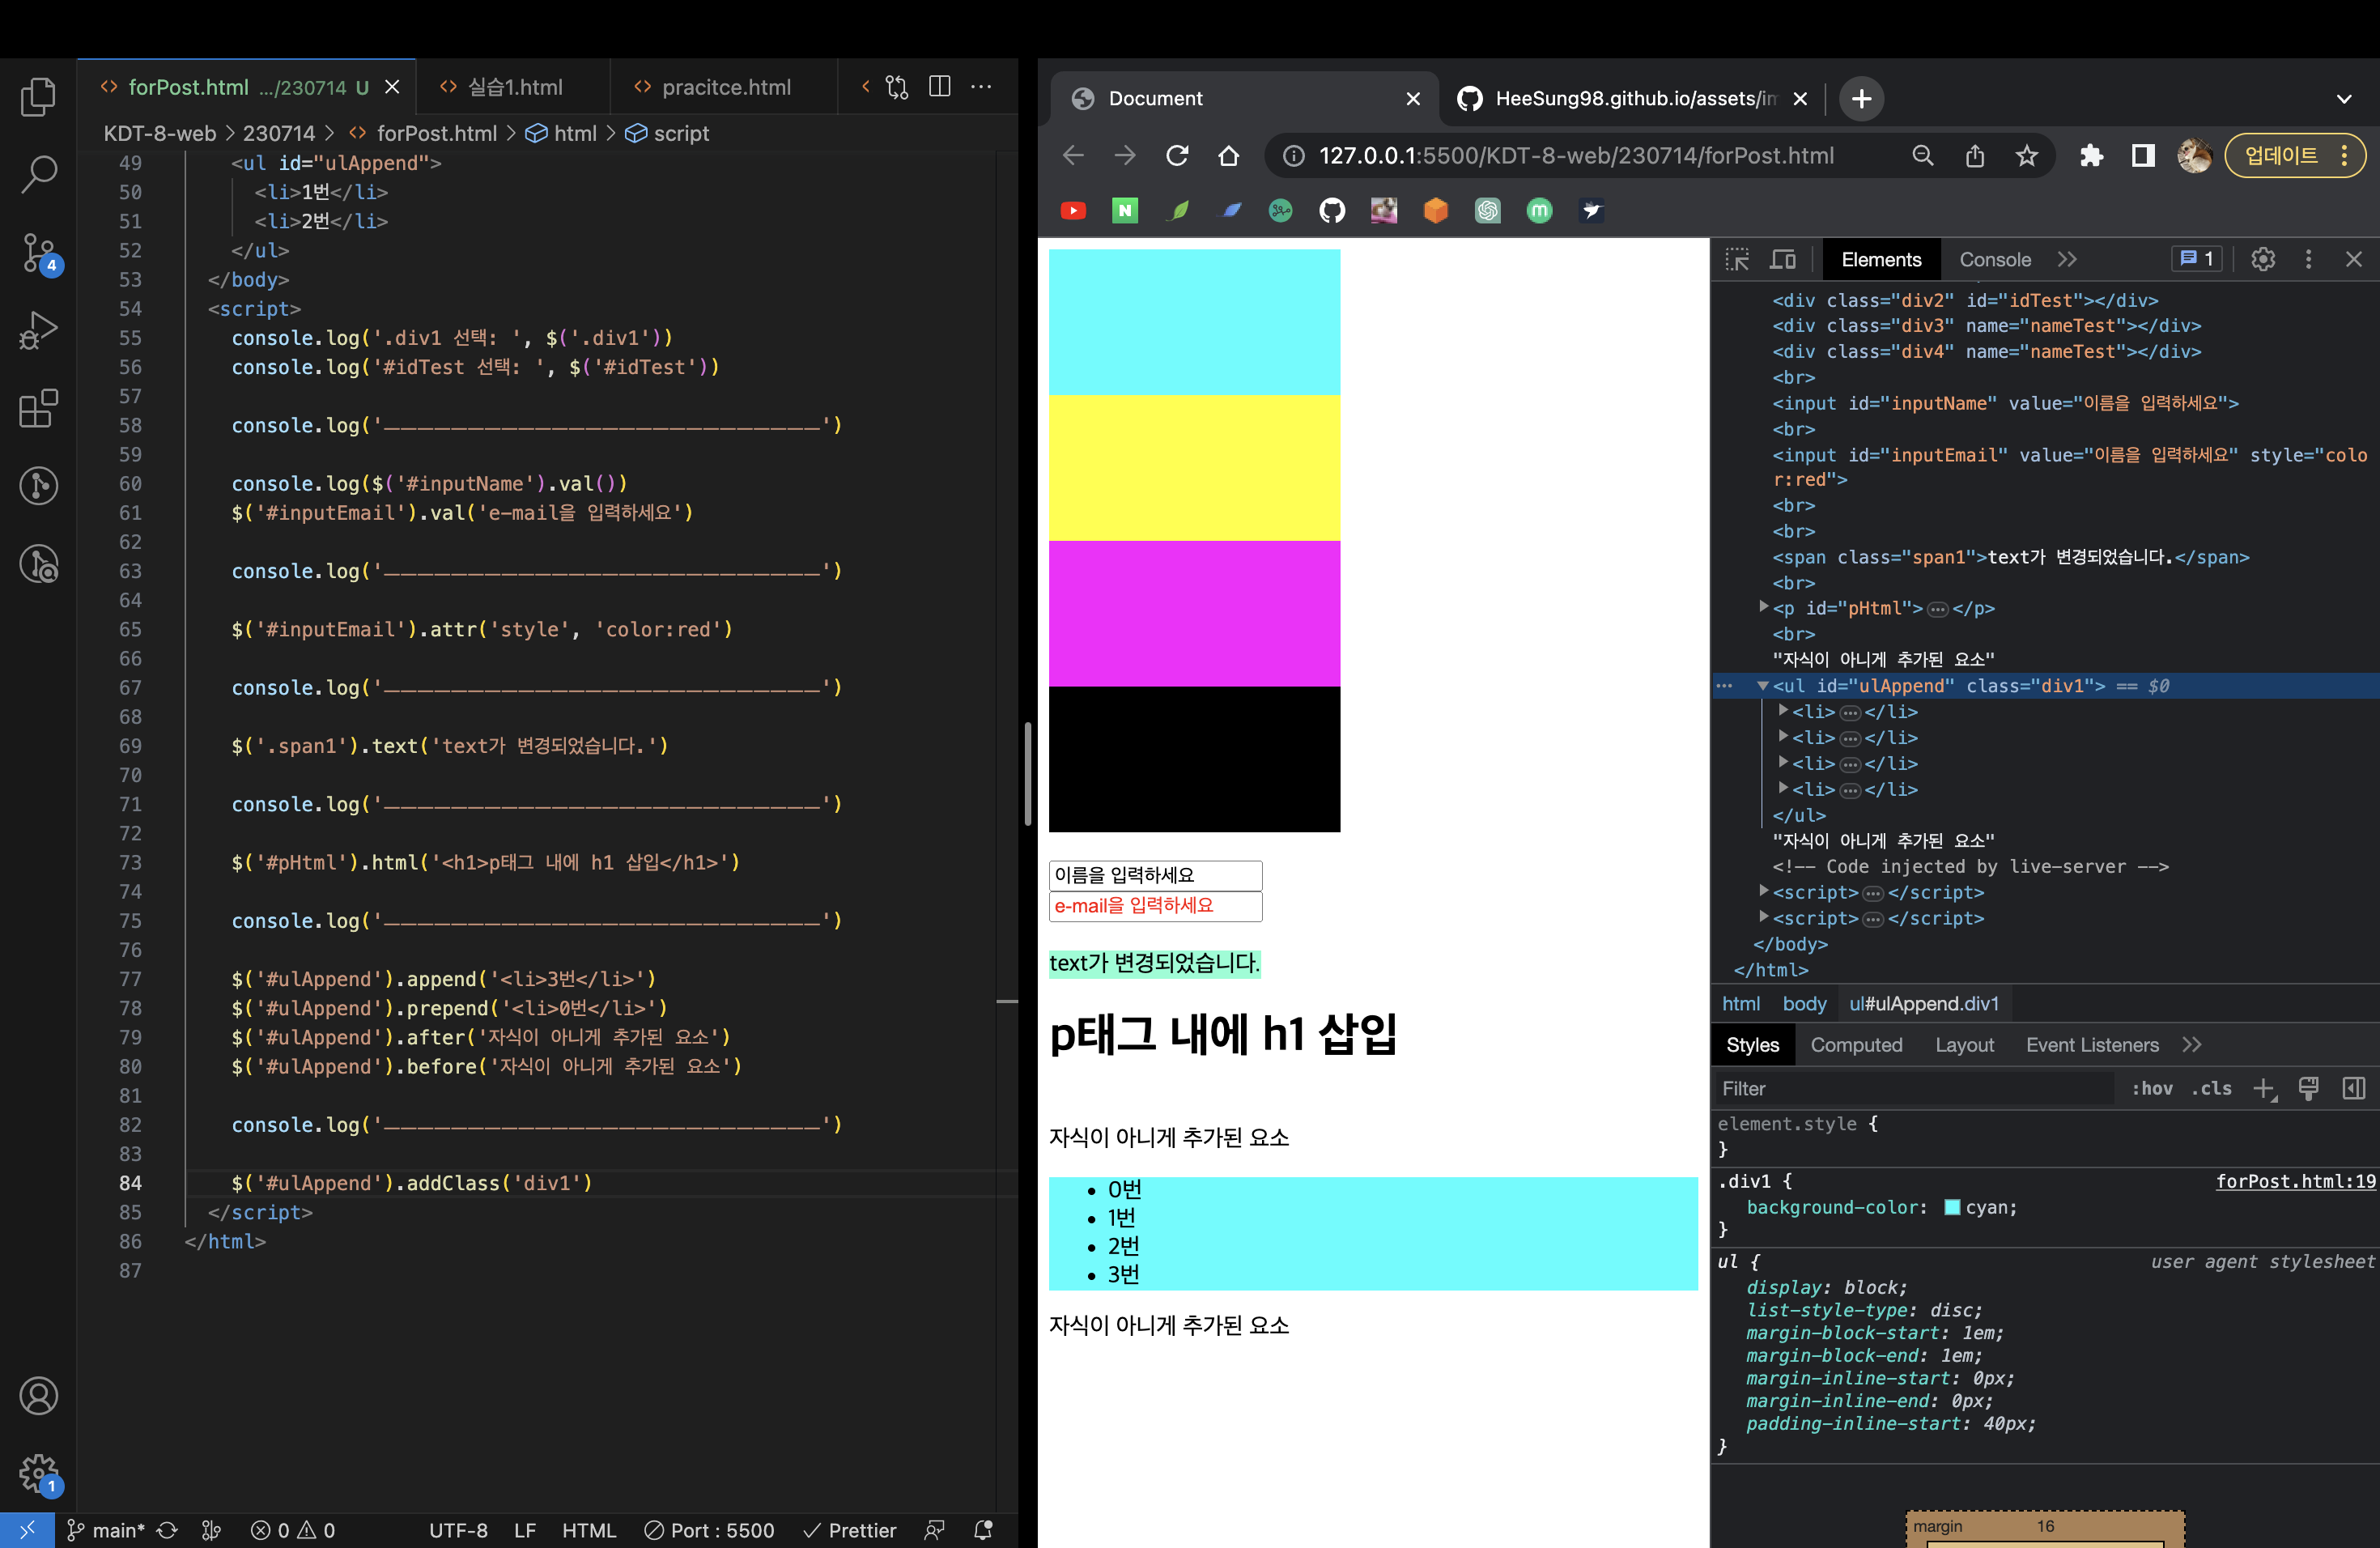 forPost.html .../230714 U
실습1.html
pracitce.html
KDT-8-web > 230714 > forPost.html > html > script
49 <ul id="ulAppend">
50 <li>1번</li>
51 <li>2번</li>
52 </ul>
53 </body>
54 <script>
55 console.log('.div1 선택: ', $('.div1'))
56 console.log('#idTest 선택: ', $('#idTest'))
57
58 console.log('——————————————————————————')
59
60 console.log($('#inputName').val())
61 $('#inputEmail').val('e-mail을 입력하세요')
62
63 console.log('——————————————————————————')
64
65 $('#inputEmail').attr('style', 'color:red')
66
67 console.log('——————————————————————————')
68
69 $('.span1').text('text가 변경되었습니다.')
70
71 console.log('——————————————————————————')
72
73 $('#pHtml').html('<h1>p태그 내에 h1 삽입</h1>')
74
75 console.log('——————————————————————————')
76
77 $('#ulAppend').append('<li>3번</li>')
78 $('#ulAppend').prepend('<li>0번</li>')
79 $('#ulAppend').after('자식이 아니게 추가된 요소')
80 $('#ulAppend').before('자식이 아니게 추가된 요소')
81
82 console.log('——————————————————————————')
83
84 $('#ulAppend').addClass('div1')
85 </script>
86 </html>
87
4
1
main*
0
0
UTF-8
LF
HTML
Port : 5500
Prettier
Document
HeeSung98.github.io/assets/im
127.0.0.1:5500/KDT-8-web/230714/forPost.html
업데이트
이름을 입력하세요
e-mail을 입력하세요
text가 변경되었습니다.
p태그 내에 h1 삽입
자식이 아니게 추가된 요소
• 0번
• 1번
• 2번
• 3번
자식이 아니게 추가된 요소
Elements
Console
1
<div class="div2" id="idTest"></div>
<div class="div3" name="nameTest"></div>
<div class="div4" name="nameTest"></div>
<br>
<input id="inputName" value="이름을 입력하세요">
<br>
<input id="inputEmail" value="이름을 입력하세요" style="colo
r:red">
<br>
<br>
<span class="span1">text가 변경되었습니다.</span>
<br>
<p id="pHtml">…</p>
<br>
"자식이 아니게 추가된 요소"
<ul id="ulAppend" class="div1"> == $0
<li>…</li>
<li>…</li>
<li>…</li>
<li>…</li>
</ul>
"자식이 아니게 추가된 요소"
<!-- Code injected by live-server -->
<script>…</script>
<script>…</script>
</body>
</html>
html body ul#ulAppend.div1
Styles
Computed
Layout
Event Listeners
Filter
:hov .cls
element.style {
}
.div1 { forPost.html:19
background-color: cyan;
}
ul { user agent stylesheet
display: block;
list-style-type: disc;
margin-block-start: 1em;
margin-block-end: 1em;
margin-inline-start: 0px;
margin-inline-end: 0px;
padding-inline-start: 40px;
}
margin 16